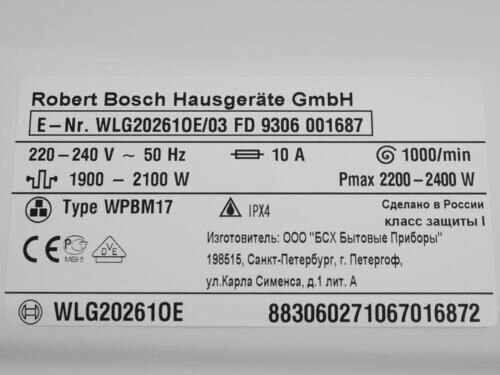 Robert Bosch Hausgeräte GmbH
E–Nr. WLG20261OE/03 FD 9306 001687
220–240 V ~ 50 Hz 10 A 1000/min
1900 – 2100 W Pmax 2200-2400 W
Type WPBM17 IPX4 Сделано в России
класс защиты I
Изготовитель: ООО "БСХ Бытовые Приборы"
198515, Санкт-Петербург, г. Петергоф,
ул.Карла Сименса, д.1 лит. А
CE DVE
WLG20261OE 883060271067016872